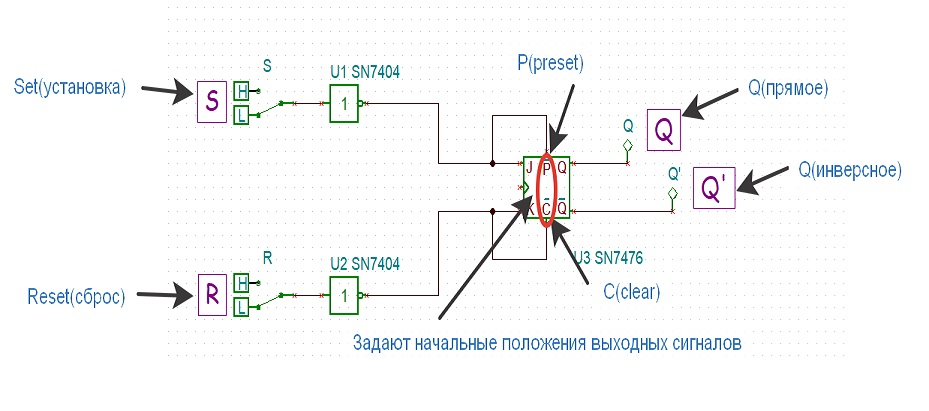 P(preset)
S
U1 SN7404
Set(установка)
S
H
L
1
Q(прямое)
Q
Q
J P Q
Q'
Q'
Q(инверсное)
K C Q
R
U2 SN7404
U3 SN7476
Reset(сброс)
R
H
L
1
C(clear)
Задают начальные положения выходных сигналов